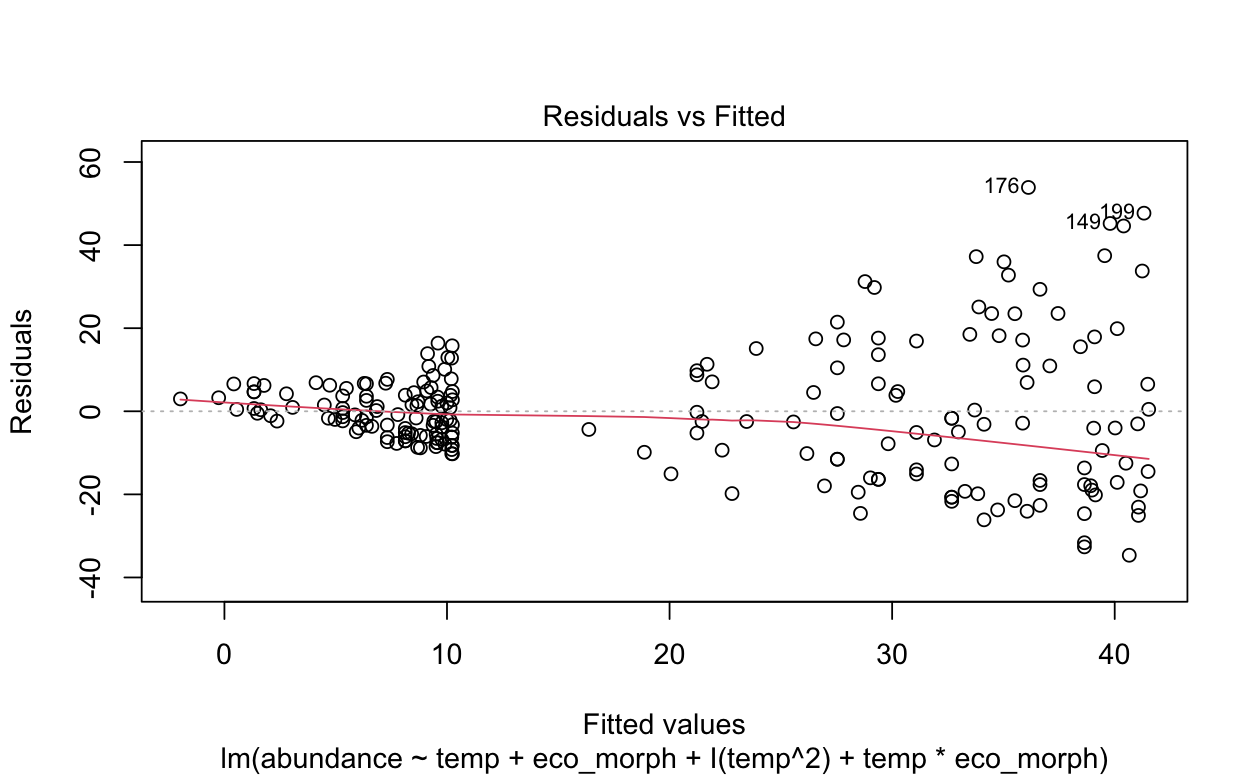 Residuals vs Fitted
60
40
20
0
-20
-40
Residuals
176
199
149
0 10 20 30 40
Fitted values
lm(abundance ~ temp + eco_morph + I(temp^2) + temp * eco_morph)